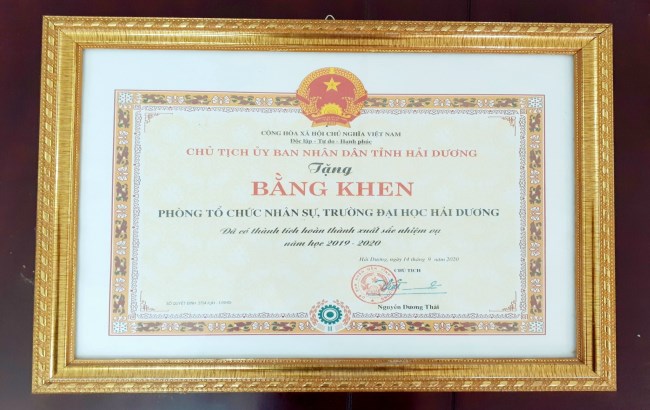 CỘNG HÒA XÃ HỘI CHỦ NGHĨA VIỆT NAM
Độc lập - Tự do - Hạnh phúc
CHỦ TỊCH ỦY BAN NHÂN DÂN TỈNH HẢI DƯƠNG
Tặng
BẰNG KHEN
PHÒNG TỔ CHỨC NHÂN SỰ, TRƯỜNG ĐẠI HỌC HẢI DƯƠNG
Đã có thành tích hoàn thành xuất sắc nhiệm vụ
năm học 2019 - 2020
Hải Dương, ngày 14 tháng 9 năm 2020
CHỦ TỊCH
Nguyễn Dương Thái